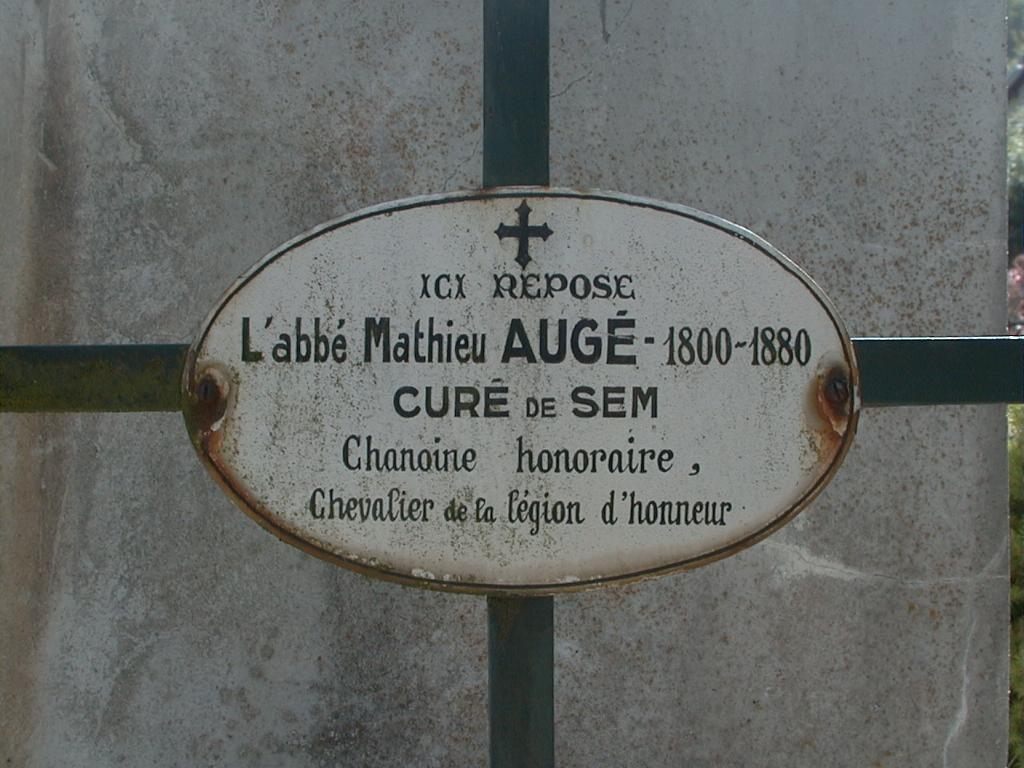 ICI REPOSE
L'abbé Mathieu AUGÉ - 1800-1880
CURÉ DE SEM
Chanoine honoraire,
Chevalier de la légion d'honneur